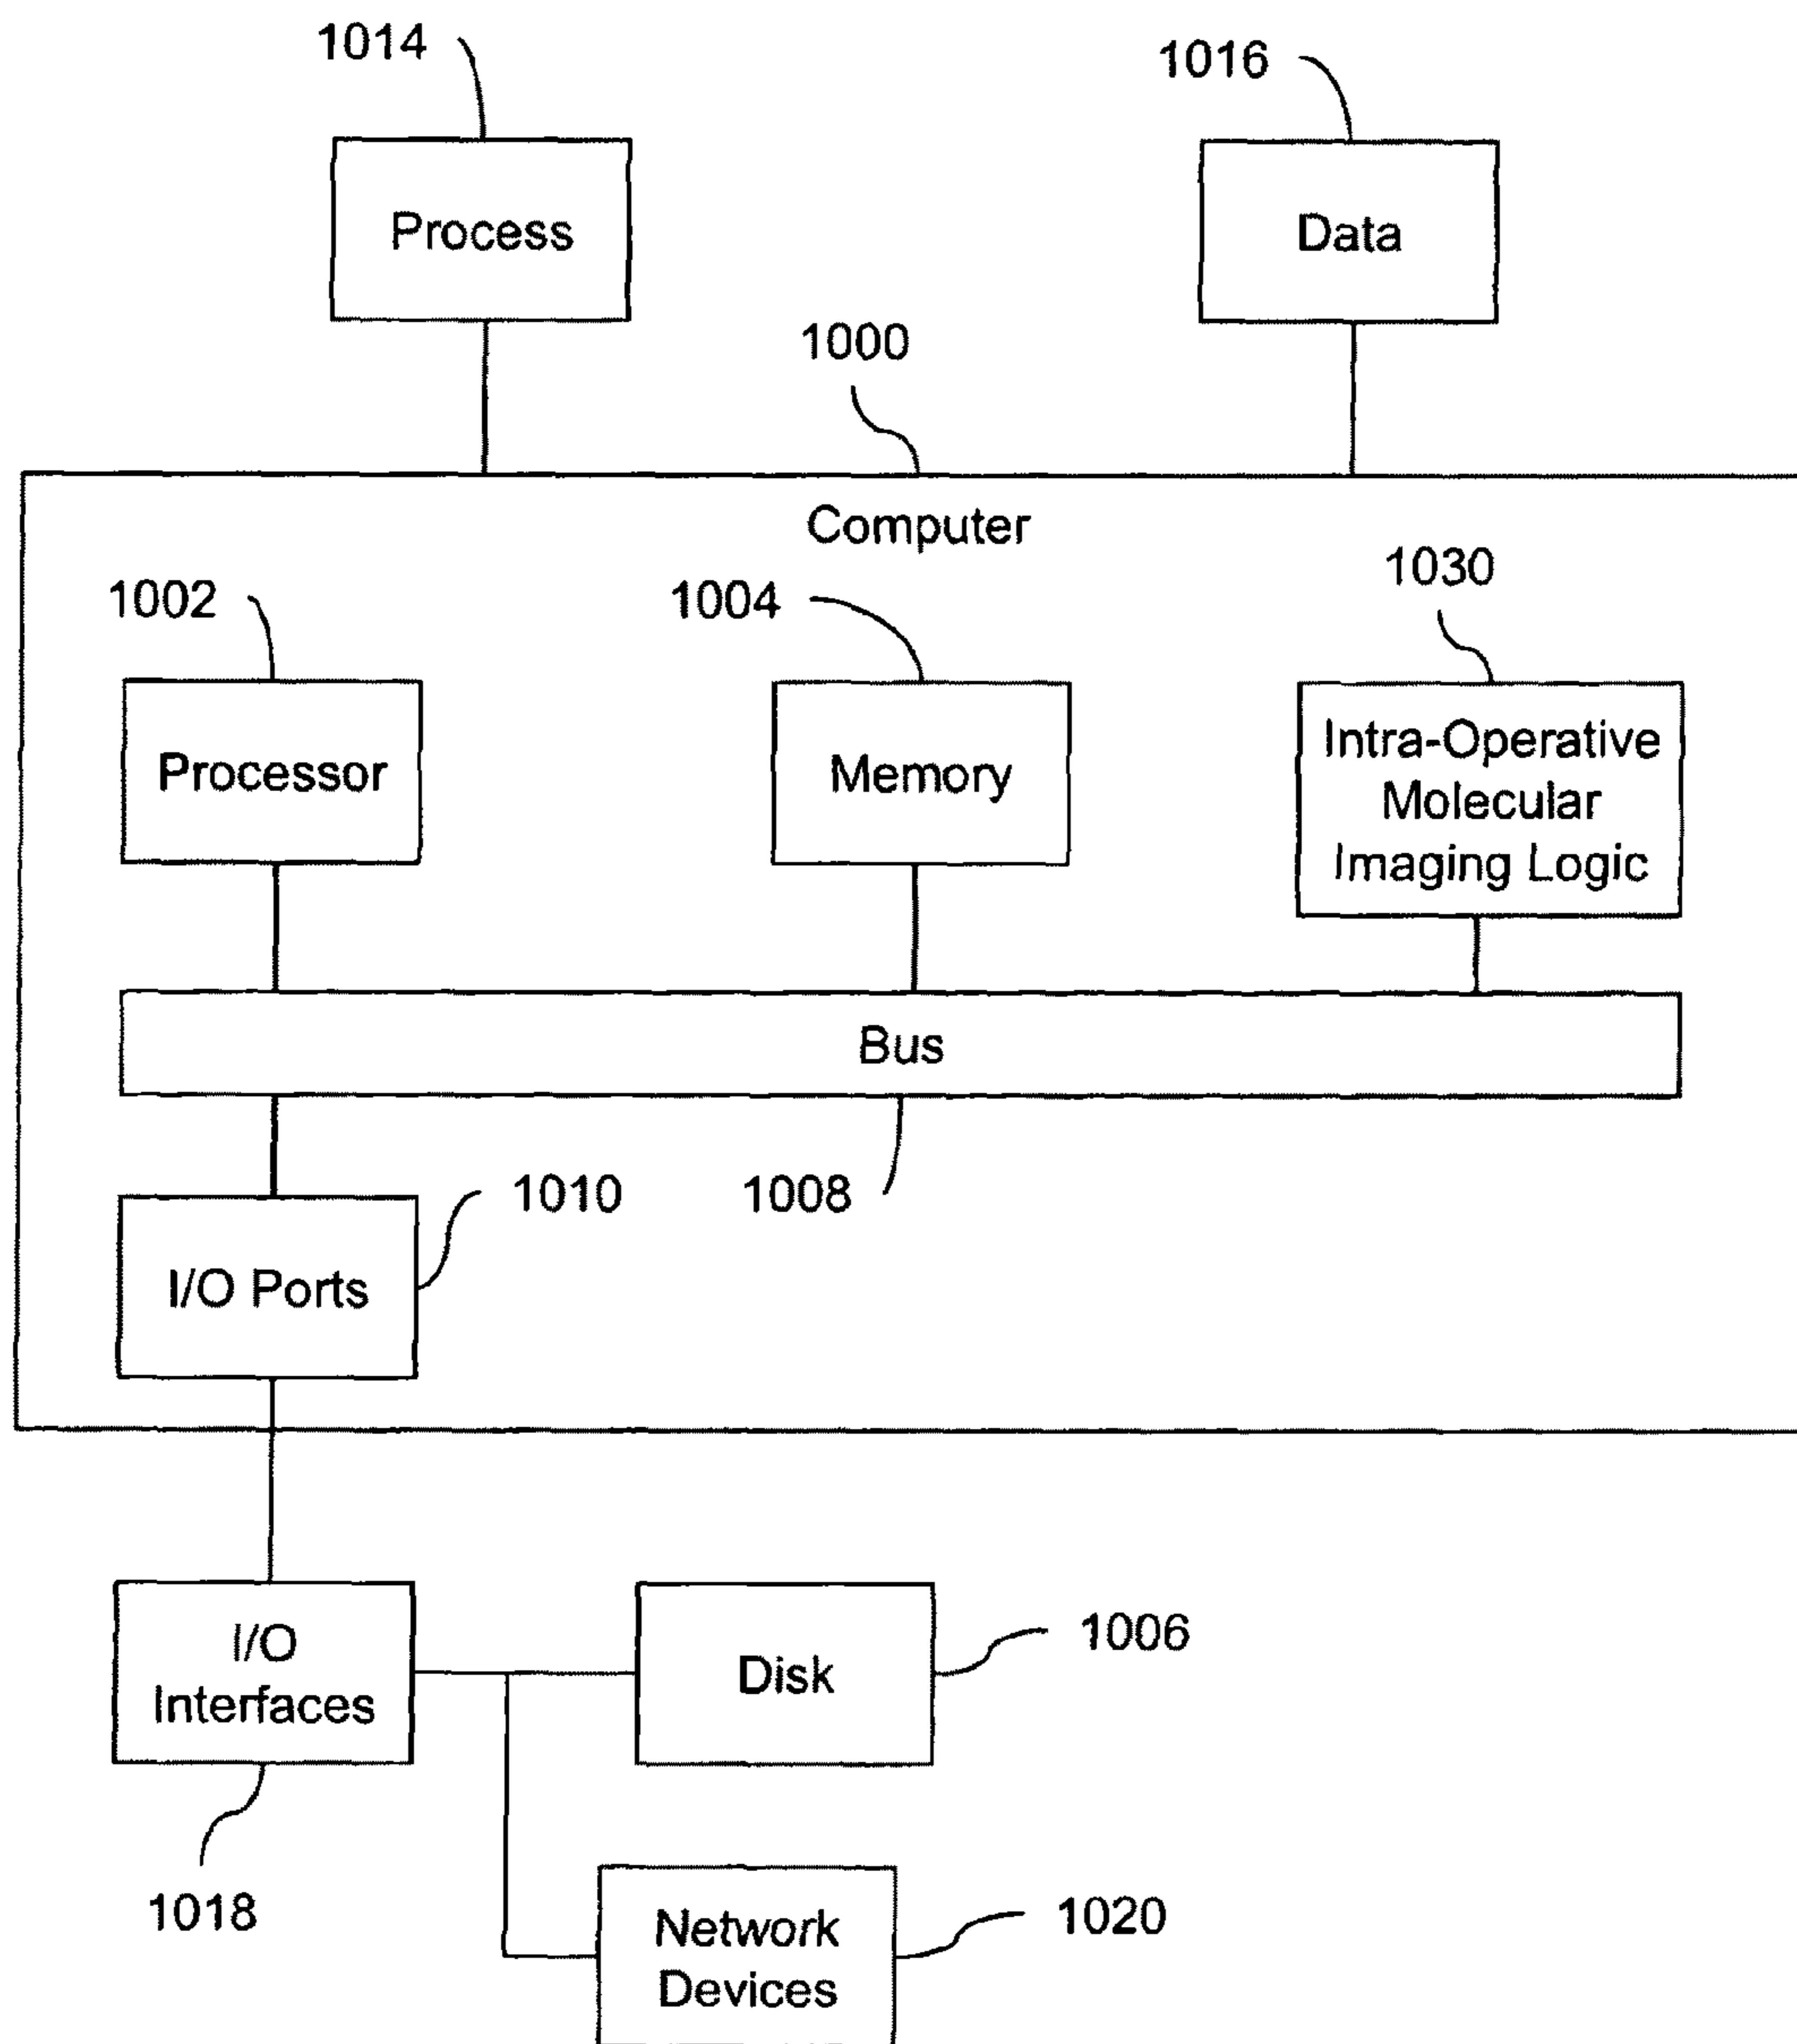 1014
1016
Process
Data
1000
Computer
1002
1004
1030
Processor
Memory
Intra-Operative
Molecular
Imaging Logic
Bus
1010
1008
I/O Ports
I/O
Interfaces
Disk
1006
1018
Network
Devices
1020